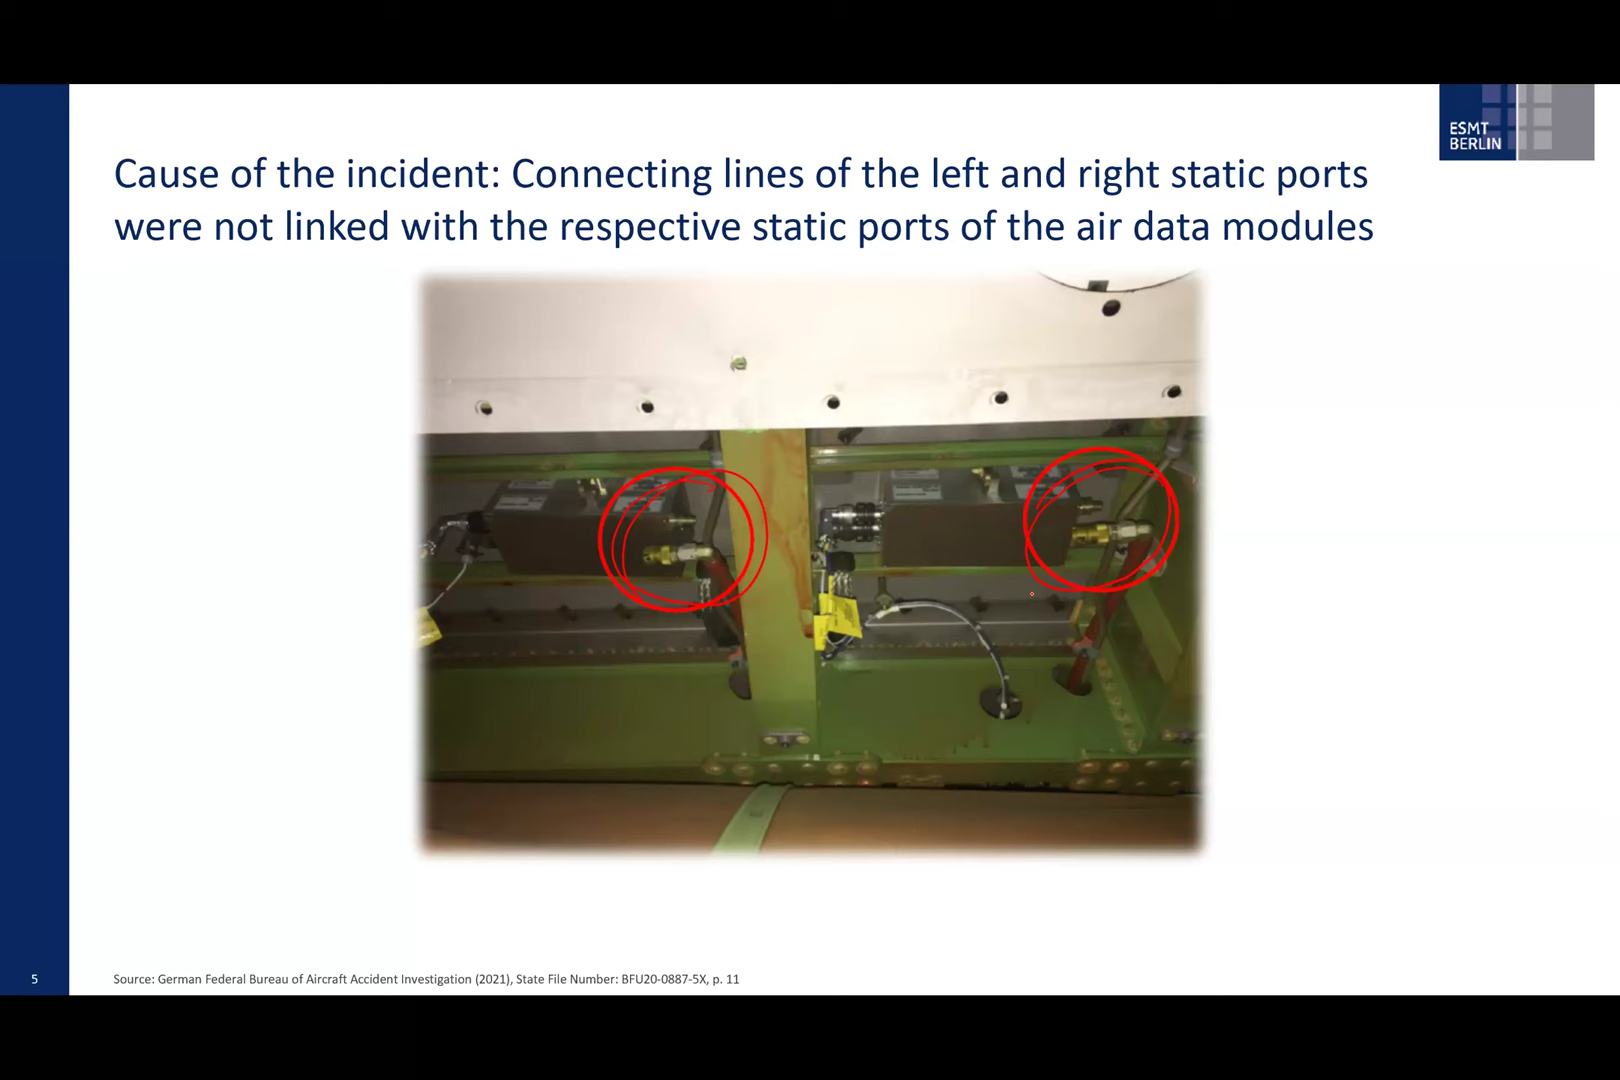 ESMT
BERLIN
Cause of the incident: Connecting lines of the left and right static ports
were not linked with the respective static ports of the air data modules
5
Source: German Federal Bureau of Aircraft Accident Investigation (2021), State File Number: BFU20-0887-5X, p. 11